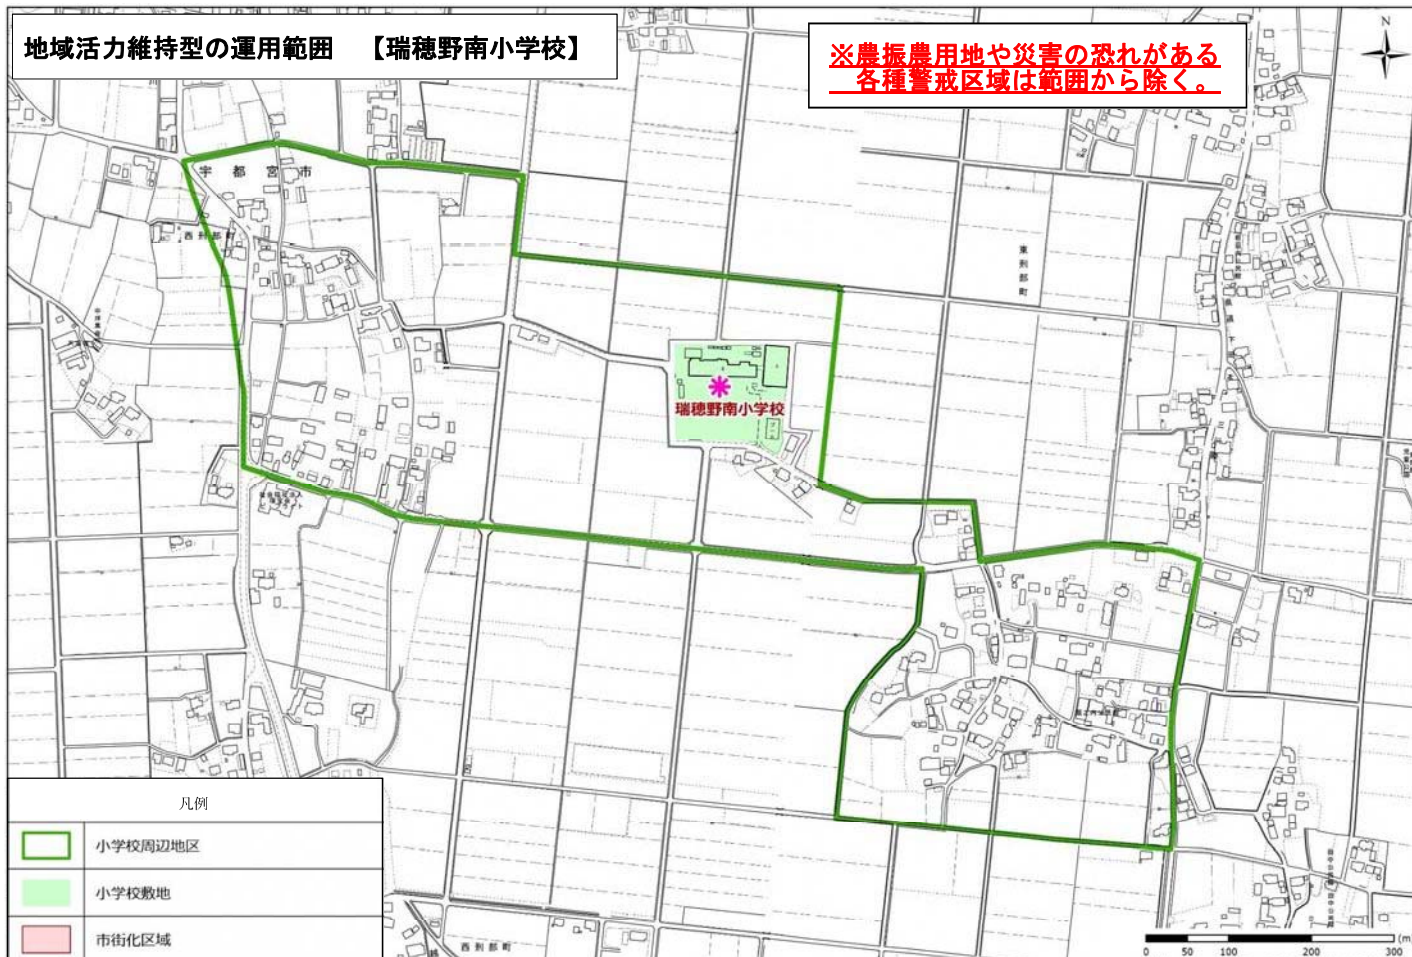 地域活力維持型の運用範囲 【瑞穂野南小学校】
※農振農用地や災害の恐れがある
各種警戒区域は範囲から除く。
N
宇都宮市
西刑部町
東刑部町
瑞穂野南小学校
プール
凡例
小学校周辺地区
小学校敷地
市街化区域
西刑部町
0 50 100 200 300 (m)